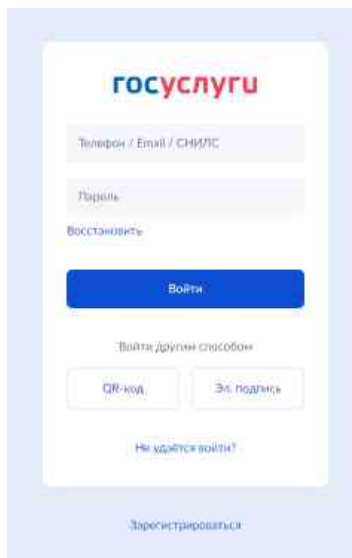 госуслуги
Телефон / Email / СНИЛС
Пароль
Восстановить
Войти
Войти другим способом
QR-код
Эл. подпись
Не удаётся войти?
Зарегистрироваться